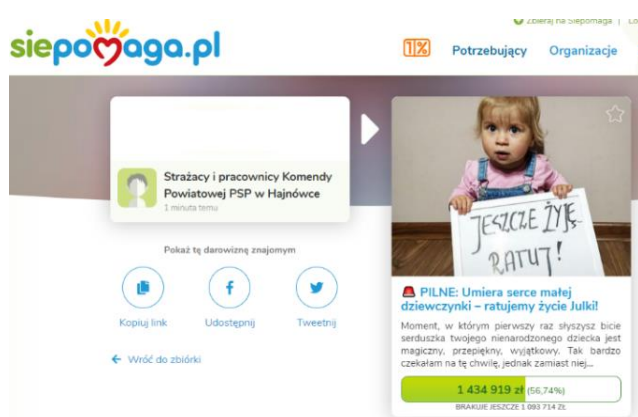 Zbieraj na Siepomaga |
siepomaga.pl
1%
Potrzebujący
Organizacje
Strażacy i pracownicy Komendy
Powiatowej PSP w Hajnówce
1 minuta temu
Pokaż tę darowiznę znajomym
Kopiuj link
Udostępnij
Tweetnij
Wróć do zbiórki
JESZCZE ŻYJĘ
RATUJ!
PILNE: Umiera serce małej
dziewczynki – ratujemy życie Julki!
Moment, w którym pierwszy raz słyszysz bicie
serduszka twojego nienarodzonego dziecka jest
magiczny, przepiękny, wyjątkowy. Tak bardzo
czekałam na tę chwilę, jednak zamiast niej...
1 434 919 zł (56,74%)
BRAKUJE JESZCZE 1 093 714 ZŁ